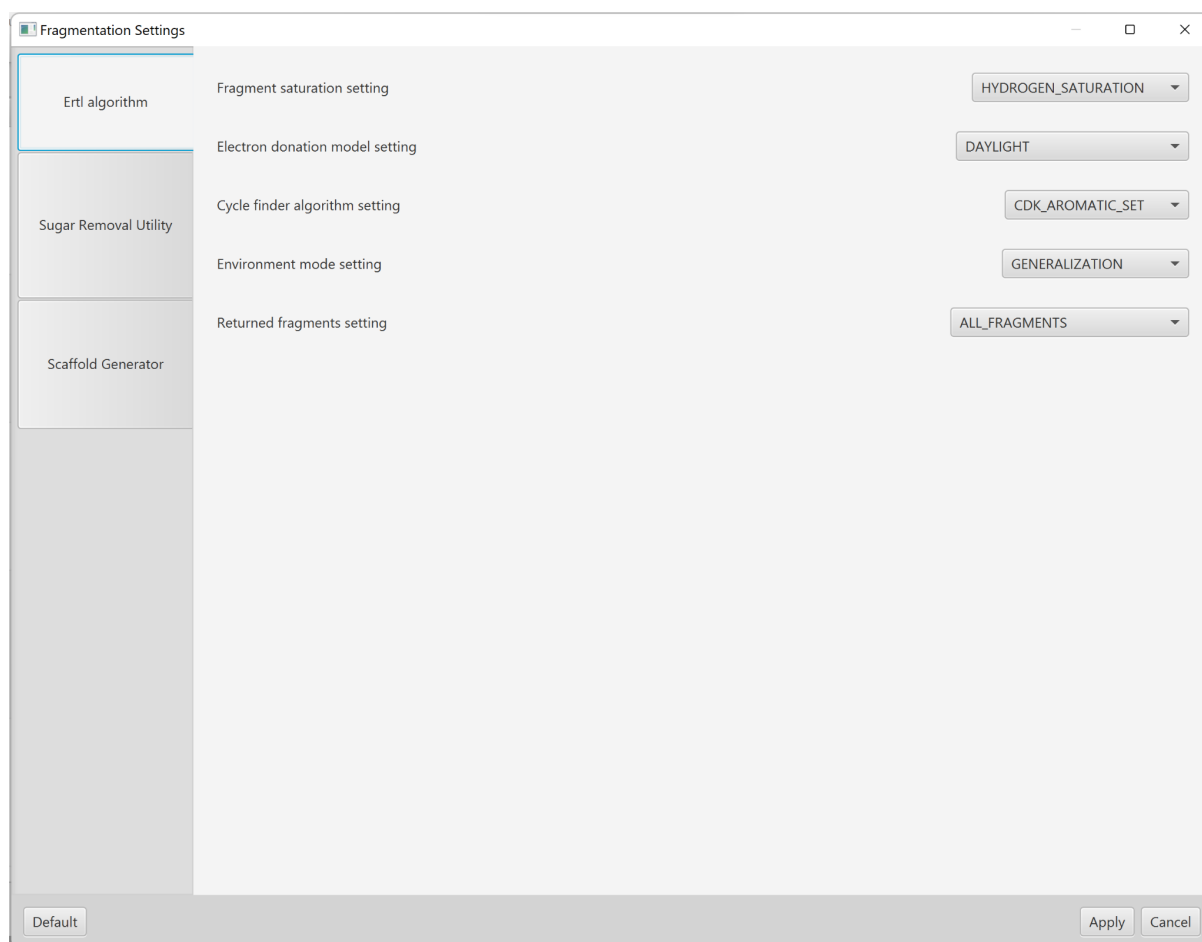 Fragmentation Settings
Ertl algorithm
Sugar Removal Utility
Scaffold Generator
Fragment saturation setting HYDROGEN_SATURATION
Electron donation model setting DAYLIGHT
Cycle finder algorithm setting CDK_AROMATIC_SET
Environment mode setting GENERALIZATION
Returned fragments setting ALL_FRAGMENTS
Default Apply Cancel